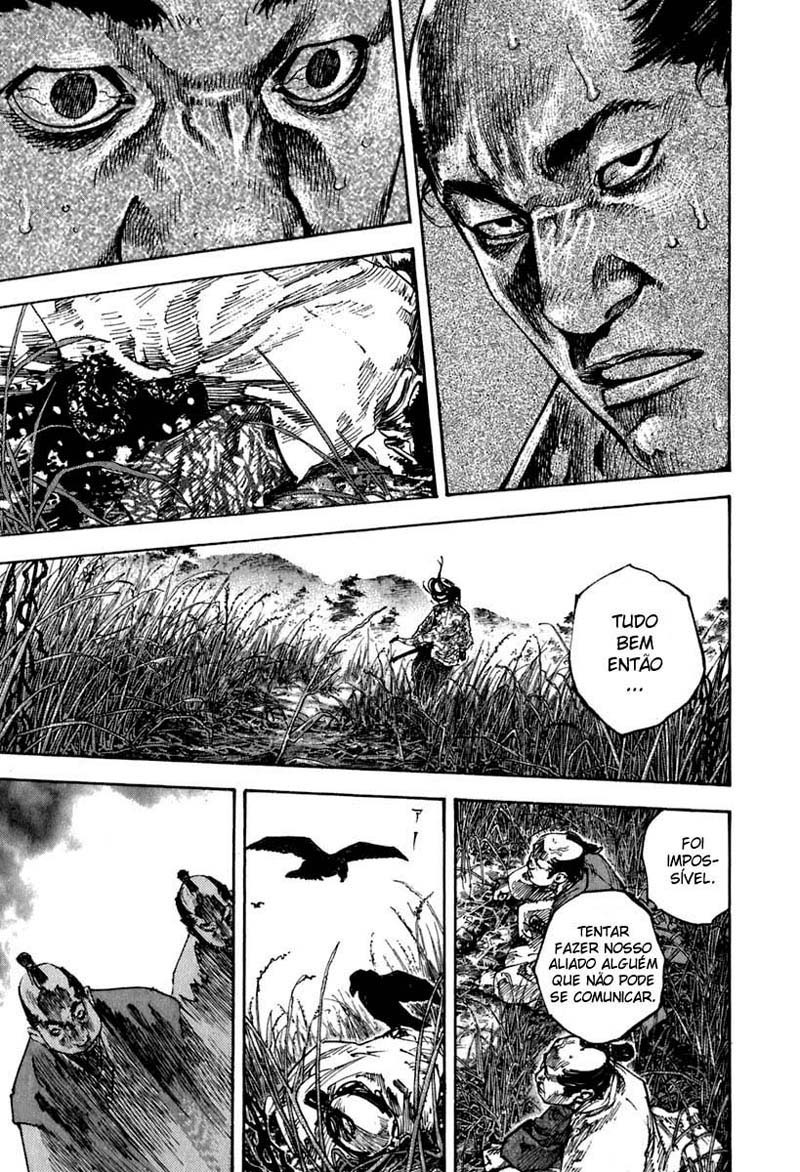 TUDO
BEM
ENTÃO
...
FOI
IMPOS-
SÍVEL.
TENTAR
FAZER NOSSO
ALIADO ALGUÉM
QUE NÃO PODE
SE COMUNICAR.